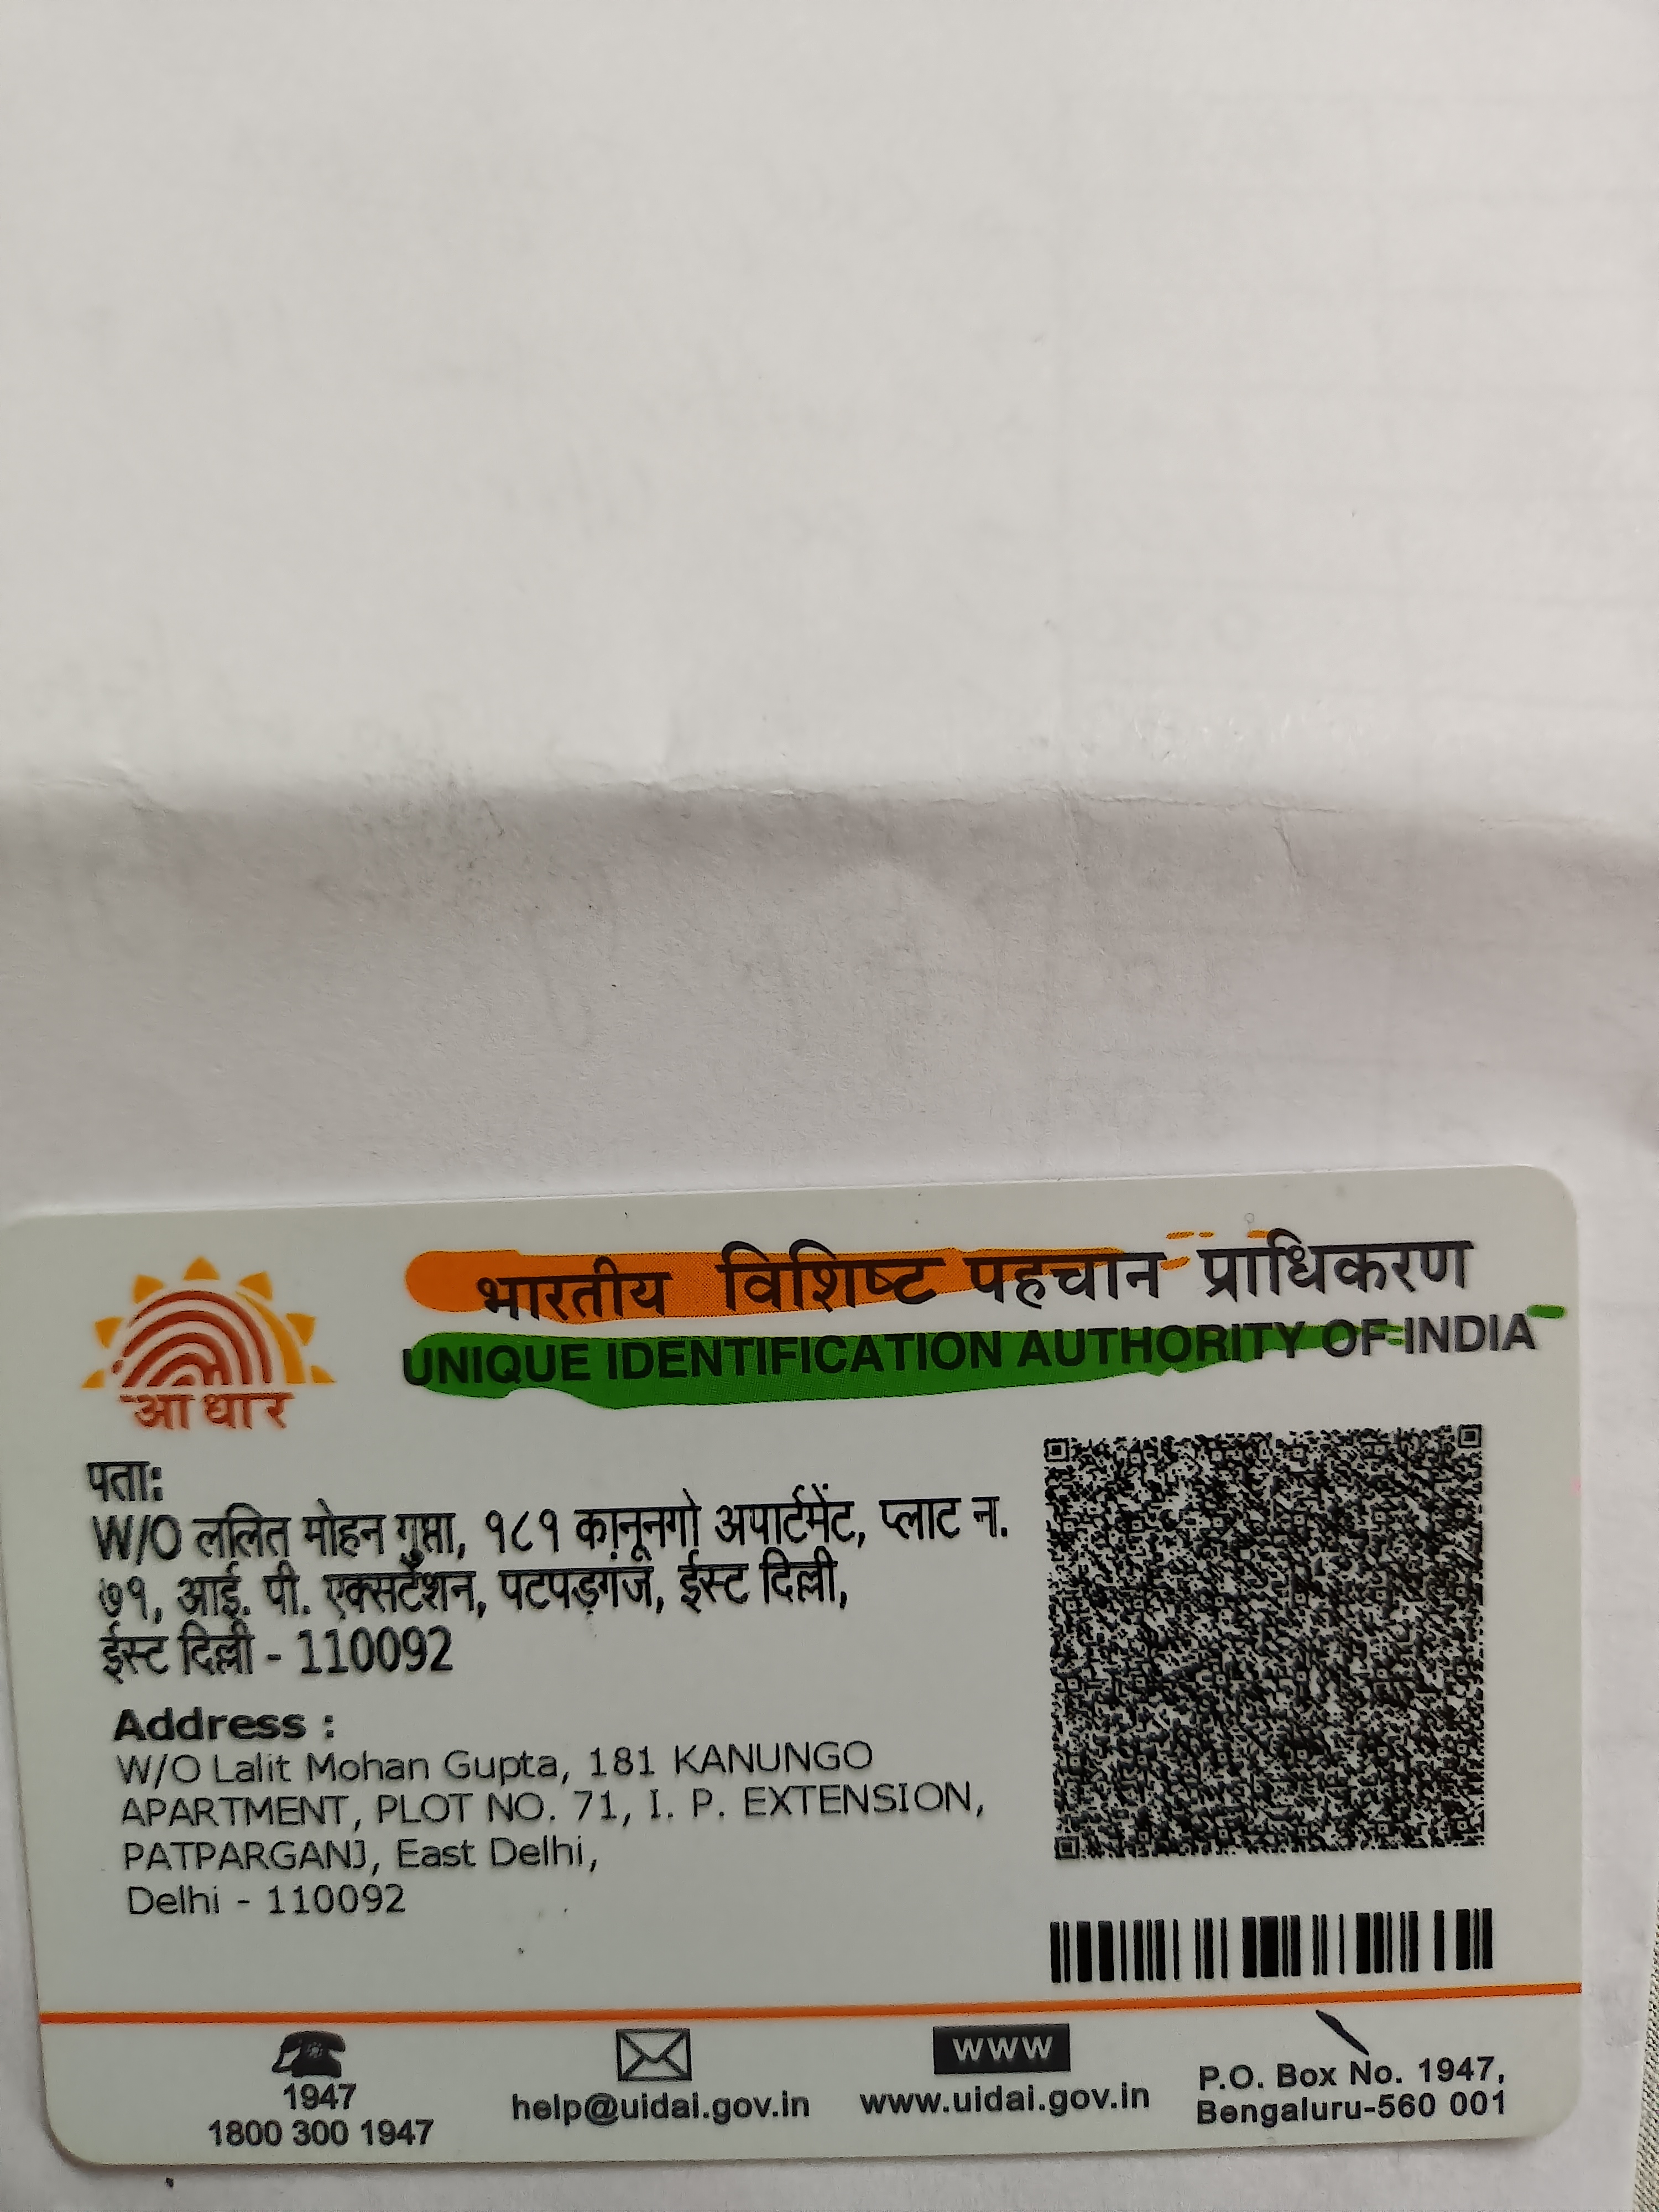 भारतीय विशिष्ट पहचान प्राधिकरण
UNIQUE IDENTIFICATION AUTHORITY OF INDIA
आधार
पता:
W/O ललित मोहन गुप्ता, १८१ कानूनगो अपार्टमेंट, प्लाट न.
७१, आई. पी. एक्सटेंशन, पटपड़गंज, ईस्ट दिल्ली,
ईस्ट दिल्ली - 110092
Address :
W/O Lalit Mohan Gupta, 181 KANUNGO
APARTMENT, PLOT NO. 71, I. P. EXTENSION,
PATPARGANJ, East Delhi,
Delhi - 110092
1947
1800 300 1947
help@uidai.gov.in
www
www.uidai.gov.in
P.O. Box No. 1947,
Bengaluru-560 001